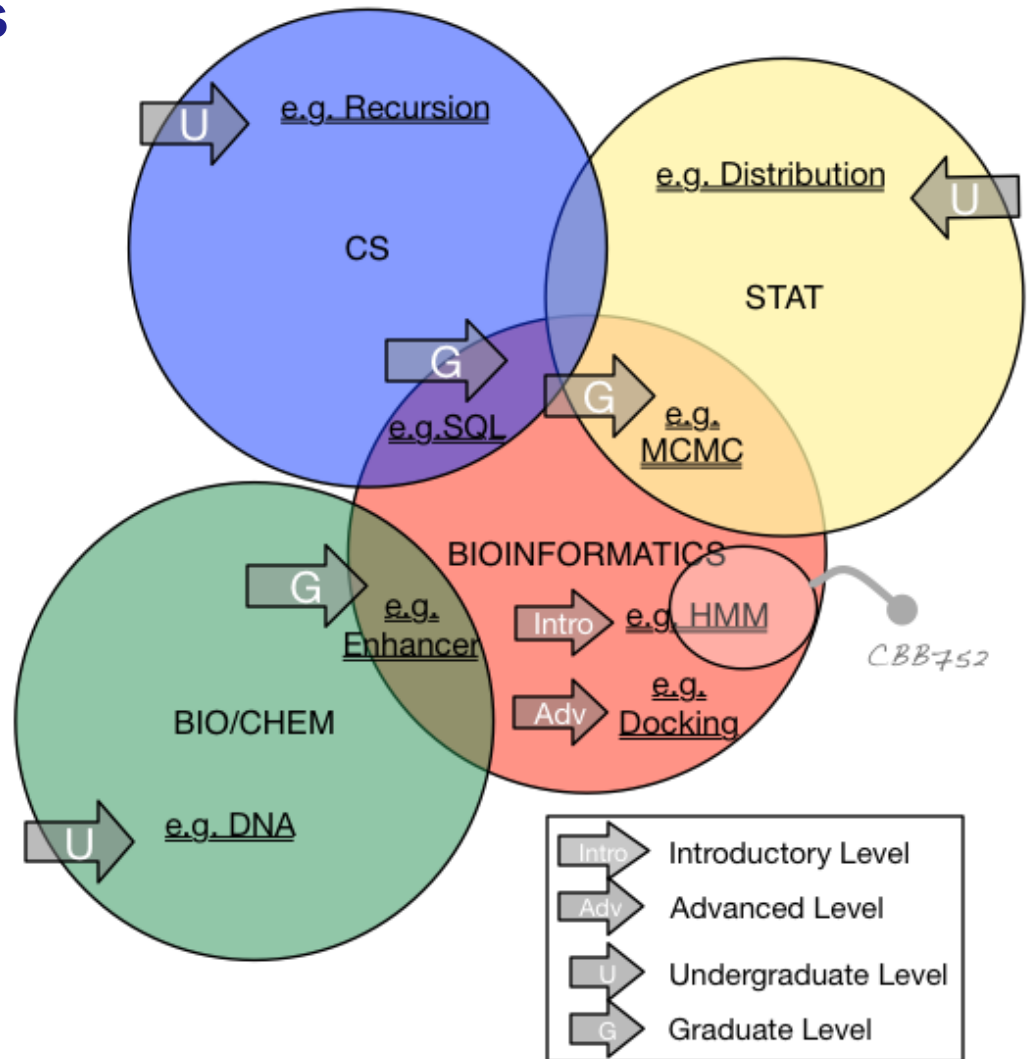 s
e.g. Recursion
U
e.g. Distribution
U
CS
STAT
G
G
e.g.SQL
e.g.
MCMC
BIOINFORMATICS
G
e.g.
Enhancer
Intro
e.g. HMM
CBB752
Adv
e.g.
Docking
BIO/CHEM
U
e.g. DNA
Intro Introductory Level
Adv Advanced Level
U Undergraduate Level
G Graduate Level